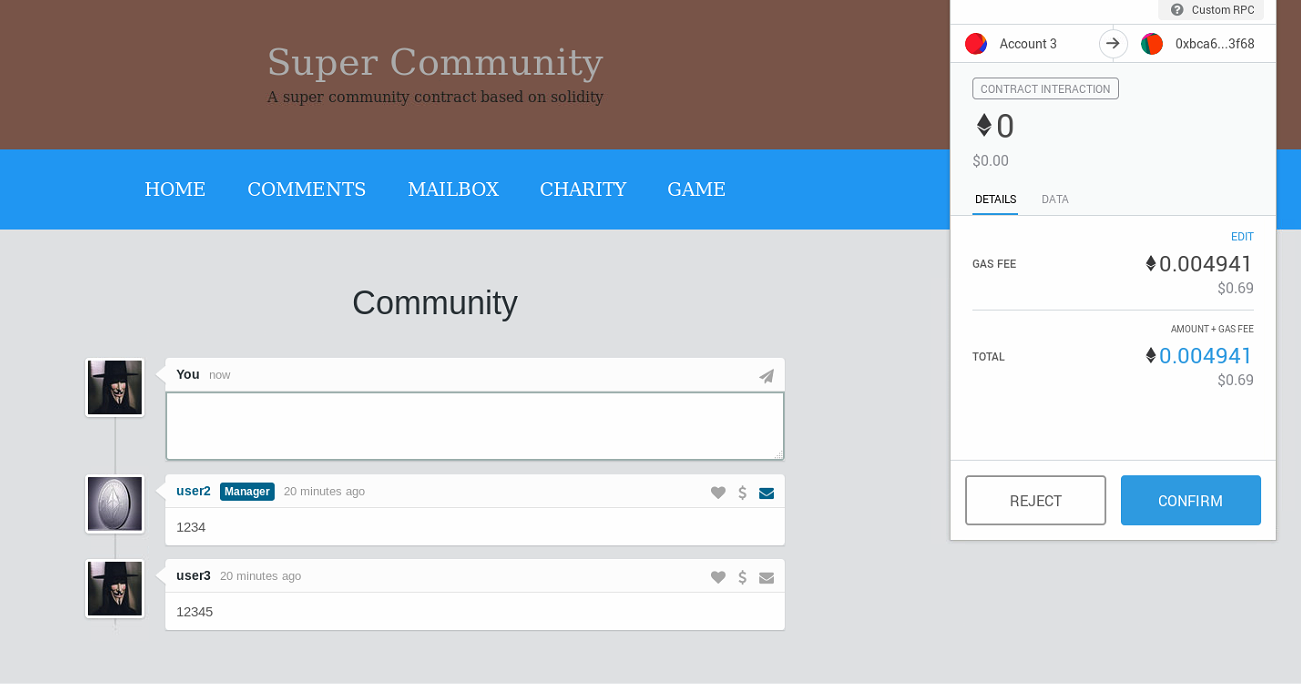 Super Community
A super community contract based on solidity
HOME COMMENTS MAILBOX CHARITY GAME
Community
You now
user2 Manager 20 minutes ago
1234
user3 20 minutes ago
12345
Custom RPC
Account 3 0xbca6...3f68
CONTRACT INTERACTION
0
$0.00
DETAILS DATA
EDIT
GAS FEE 0.004941
$0.69
AMOUNT + GAS FEE
TOTAL 0.004941
$0.69
REJECT CONFIRM